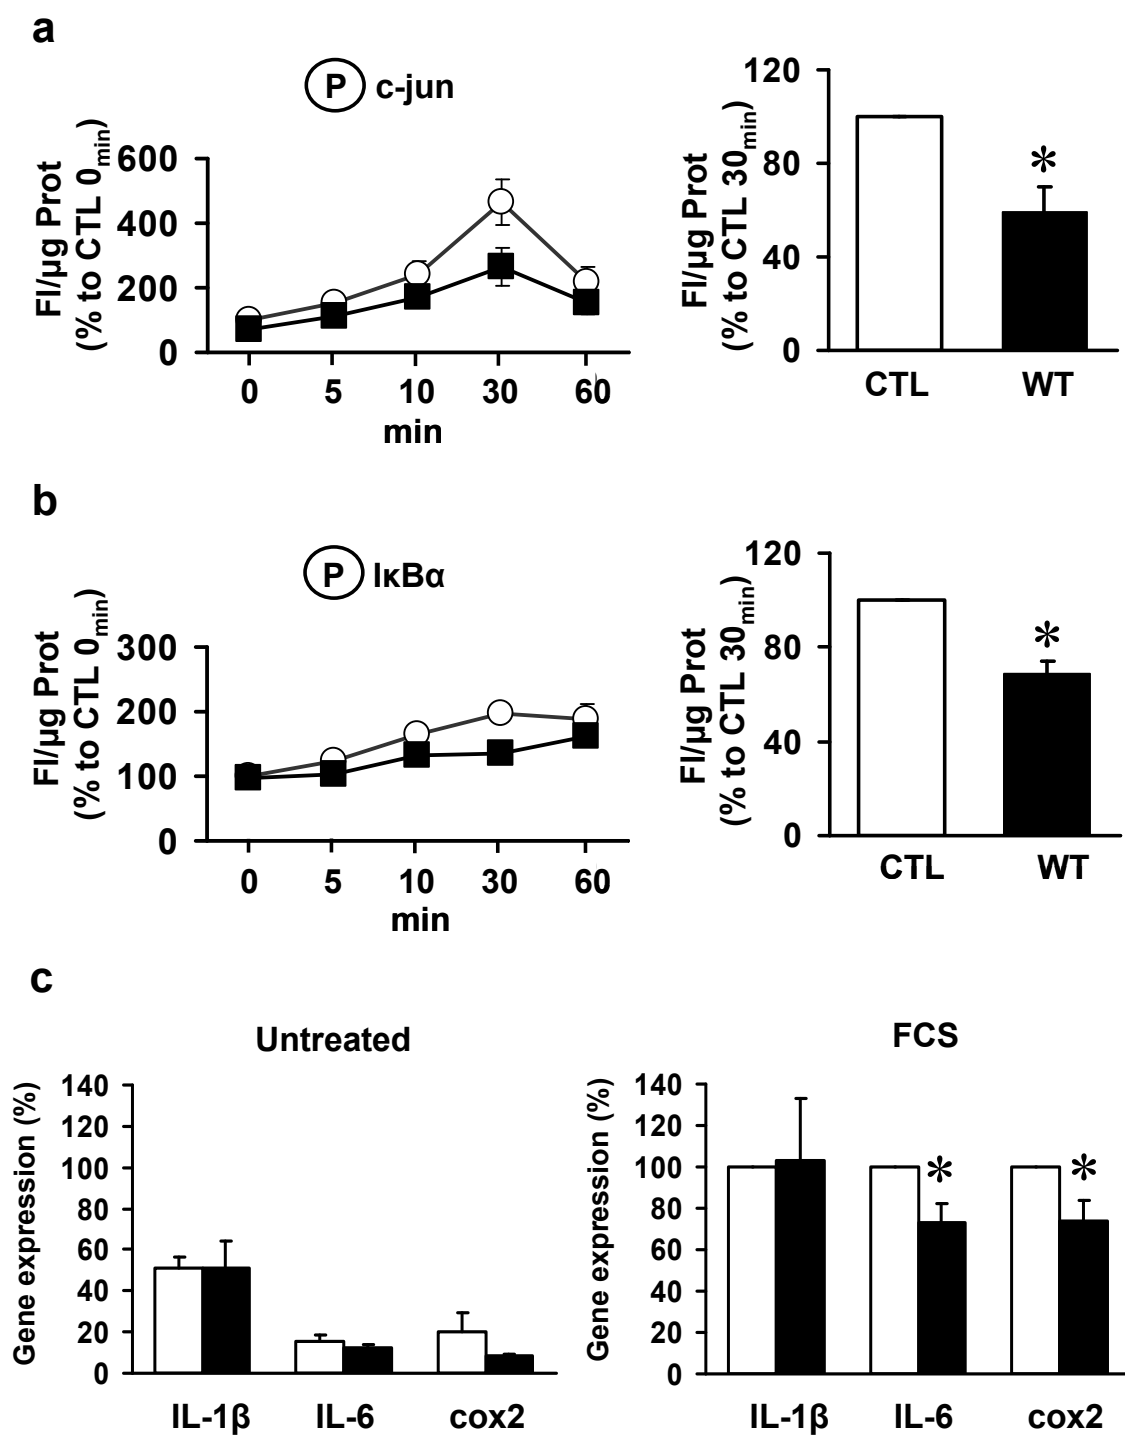 a
P c-jun
FI/µg Prot
(% to CTL 0min)
600
400
200
0
0 5 10 30 60
min
FI/µg Prot
(% to CTL 30min)
120
80
40
0
*
CTL WT
b
P IκBα
FI/µg Prot
(% to CTL 0min)
300
200
100
0
0 5 10 30 60
min
FI/µg Prot
(% to CTL 30min)
120
80
40
0
*
CTL WT
c
Untreated
Gene expression (%)
140
120
100
80
60
40
20
0
IL-1β IL-6 cox2
FCS
Gene expression (%)
140
120
100
80
60
40
20
0
* *
IL-1β IL-6 cox2